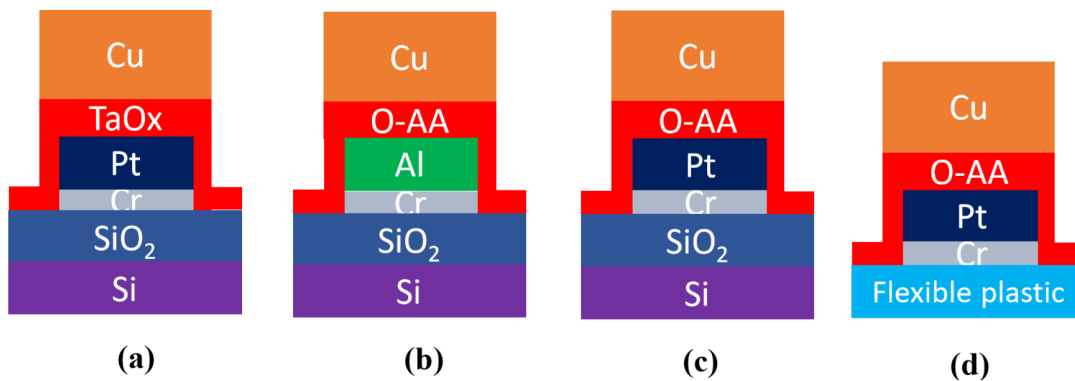 Cu
TaOx
Pt
Cr
SiO₂
Si
(a)
Cu
O-AA
Al
Cr
SiO₂
Si
(b)
Cu
O-AA
Pt
Cr
SiO₂
Si
(c)
Cu
O-AA
Pt
Cr
Flexible plastic
(d)